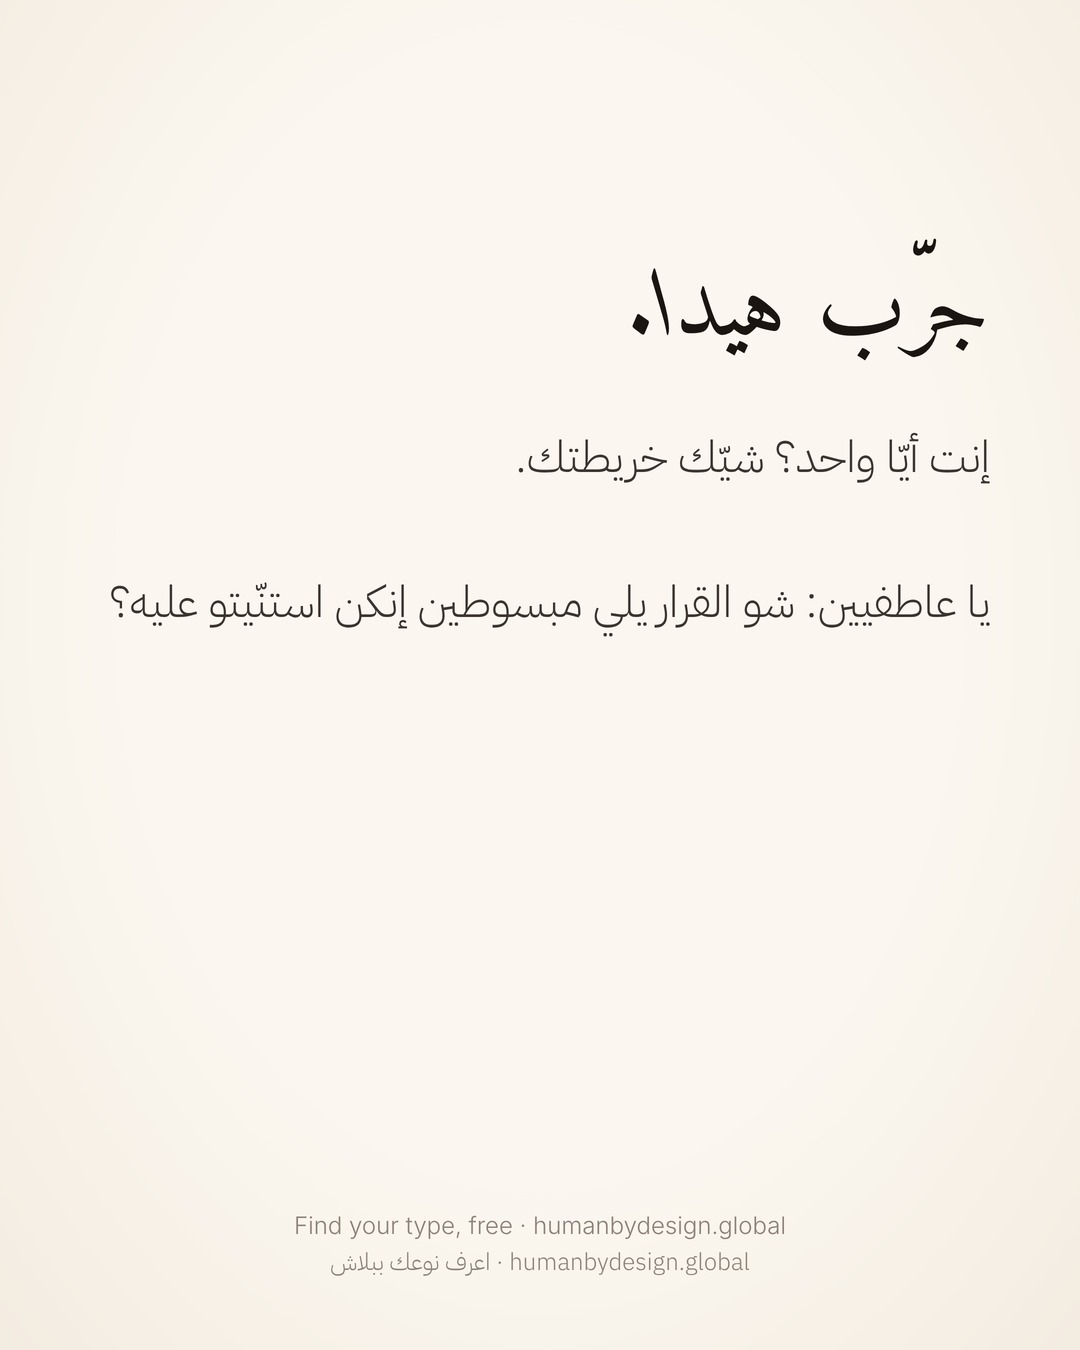 جرّب هيدا.
إنت أيّا واحد؟ شيّك خريطتك.
يا عاطفيين: شو القرار يلي مبسوطين إنكن استنّيتو عليه؟
Find your type, free · humanbydesign.global
اعرف نوعك ببلاش · humanbydesign.global